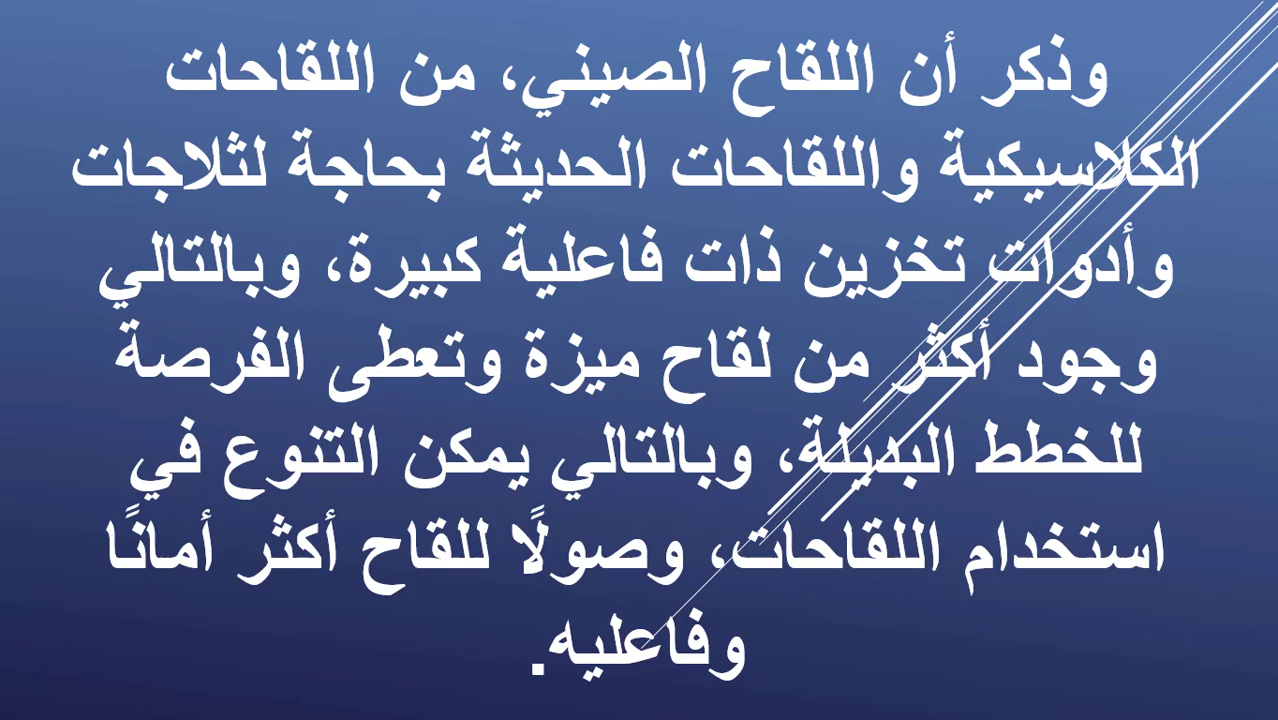 وذكر أن اللقاح الصيني، من اللقاحات
الكلاسيكية واللقاحات الحديثة بحاجة لثلاجات
وأدوات تخزين ذات فاعلية كبيرة، وبالتالي
وجود أكثر من لقاح ميزة وتعطى الفرصة
للخطط البديلة، وبالتالي يمكن التنوع في
استخدام اللقاحات، وصولًا للقاح أكثر أمانًا
وفاعليه.